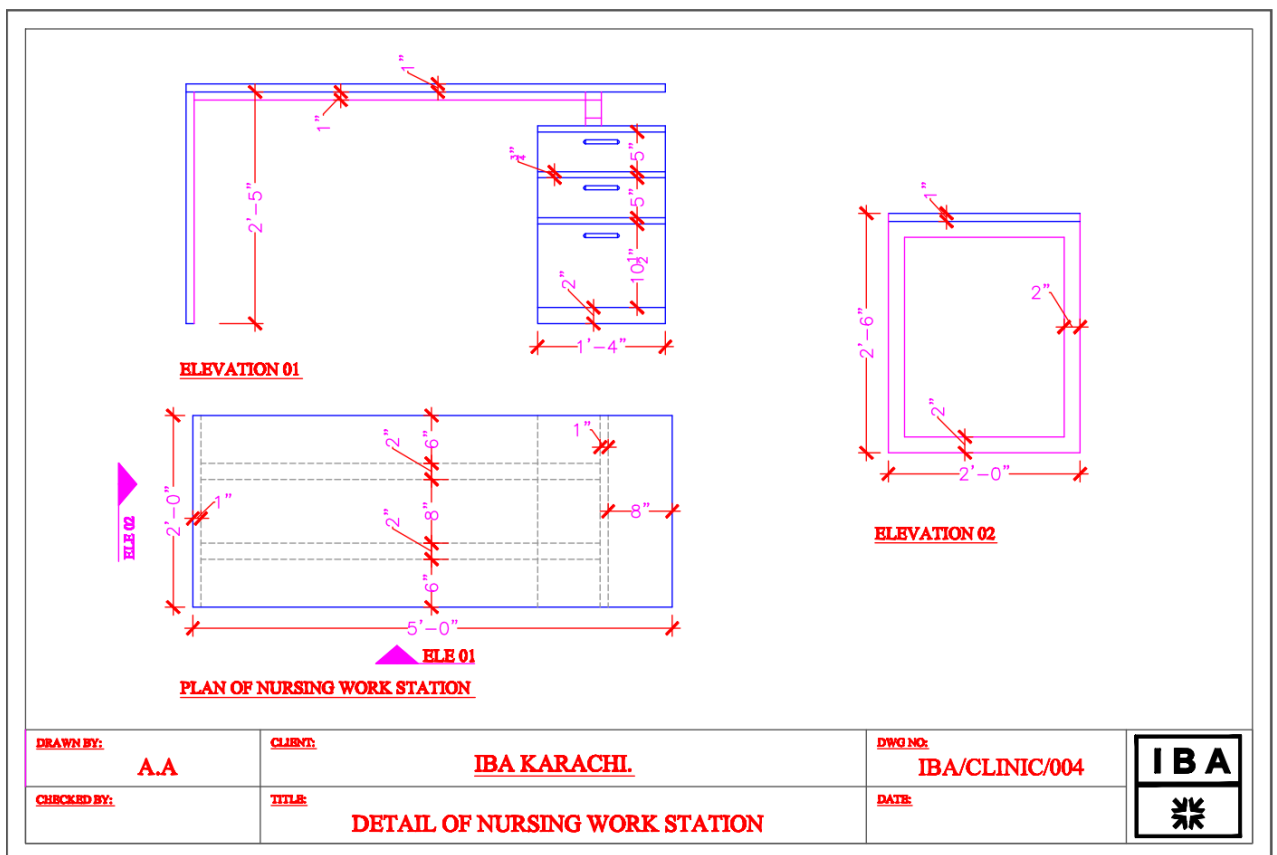 1"
1"
2'-5"
3/4"
5"
5"
10 1/2"
2"
1'-4"
ELEVATION 01
1"
2'-6"
2"
2"
2'-0"
ELEVATION 02
2'-0"
1"
2"
6"
8"
2"
6"
1"
8"
5'-0"
ELE 02
ELE 01
PLAN OF NURSING WORK STATION
DRAWN BY:
A.A
CLIENT:
IBA KARACHI.
DWG NO:
IBA/CLINIC/004
IBA
CHECKED BY:
TITLE:
DETAIL OF NURSING WORK STATION
DATE: